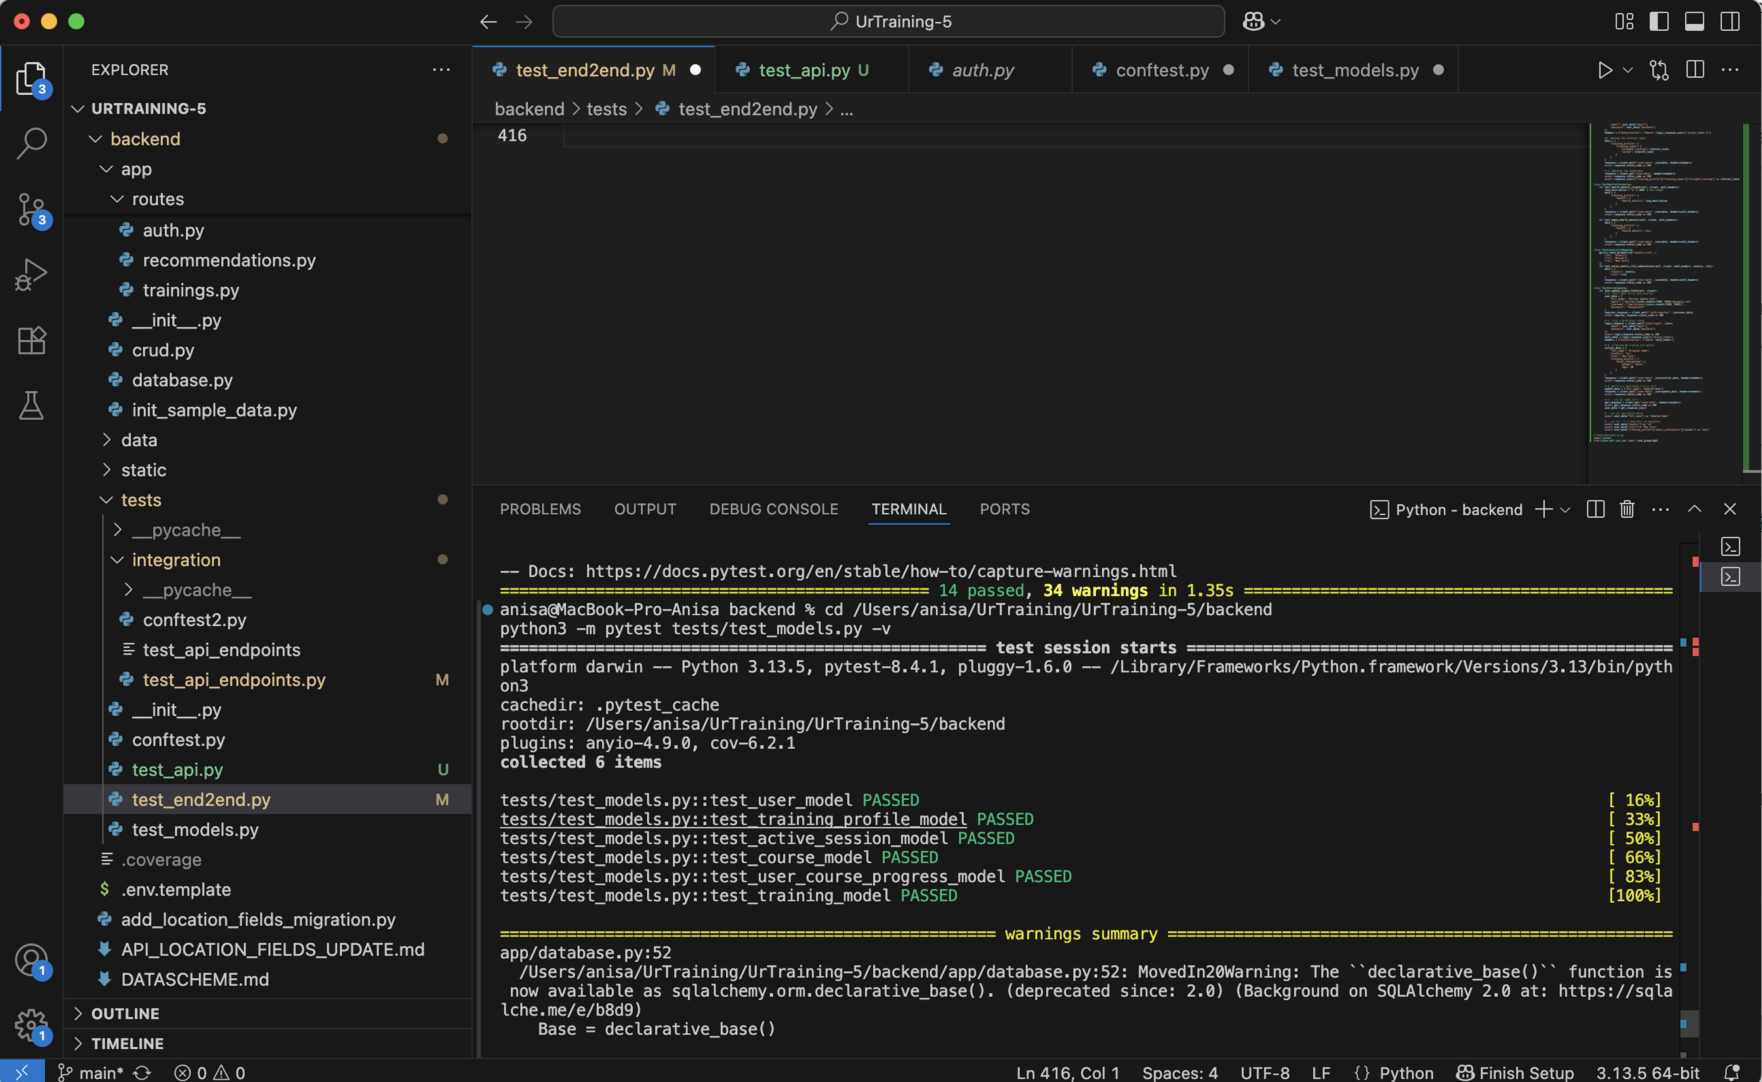 UrTraining-5
EXPLORER
URTRAINING-5
backend
app
routes
auth.py
recommendations.py
trainings.py
__init__.py
crud.py
database.py
init_sample_data.py
data
static
tests
__pycache__
integration
__pycache__
conftest2.py
test_api_endpoints
test_api_endpoints.py M
__init__.py
conftest.py
test_api.py U
test_end2end.py M
test_models.py
.coverage
$ .env.template
add_location_fields_migration.py
API_LOCATION_FIELDS_UPDATE.md
DATASCHEME.md
OUTLINE
TIMELINE
3
3
1
1
test_end2end.py M
test_api.py U
auth.py
conftest.py
test_models.py
backend > tests > test_end2end.py > ...
416
PROBLEMS OUTPUT DEBUG CONSOLE TERMINAL PORTS
Python - backend
-- Docs: https://docs.pytest.org/en/stable/how-to/capture-warnings.html
14 passed, 34 warnings in 1.35s
anisa@MacBook-Pro-Anisa backend % cd /Users/anisa/UrTraining/UrTraining-5/backend
python3 -m pytest tests/test_models.py -v
test session starts
platform darwin -- Python 3.13.5, pytest-8.4.1, pluggy-1.6.0 -- /Library/Frameworks/Python.framework/Versions/3.13/bin/pyth
on3
cachedir: .pytest_cache
rootdir: /Users/anisa/UrTraining/UrTraining-5/backend
plugins: anyio-4.9.0, cov-6.2.1
collected 6 items
tests/test_models.py::test_user_model PASSED [ 16%]
tests/test_models.py::test_training_profile_model PASSED [ 33%]
tests/test_models.py::test_active_session_model PASSED [ 50%]
tests/test_models.py::test_course_model PASSED [ 66%]
tests/test_models.py::test_user_course_progress_model PASSED [ 83%]
tests/test_models.py::test_training_model PASSED [100%]
warnings summary
app/database.py:52
/Users/anisa/UrTraining/UrTraining-5/backend/app/database.py:52: MovedIn20Warning: The ``declarative_base()`` function is
now available as sqlalchemy.orm.declarative_base(). (deprecated since: 2.0) (Background on SQLAlchemy 2.0 at: https://sqla
lche.me/e/b8d9)
Base = declarative_base()
main* 0 0 Ln 416, Col 1 Spaces: 4 UTF-8 LF {} Python Finish Setup 3.13.5 64-bit